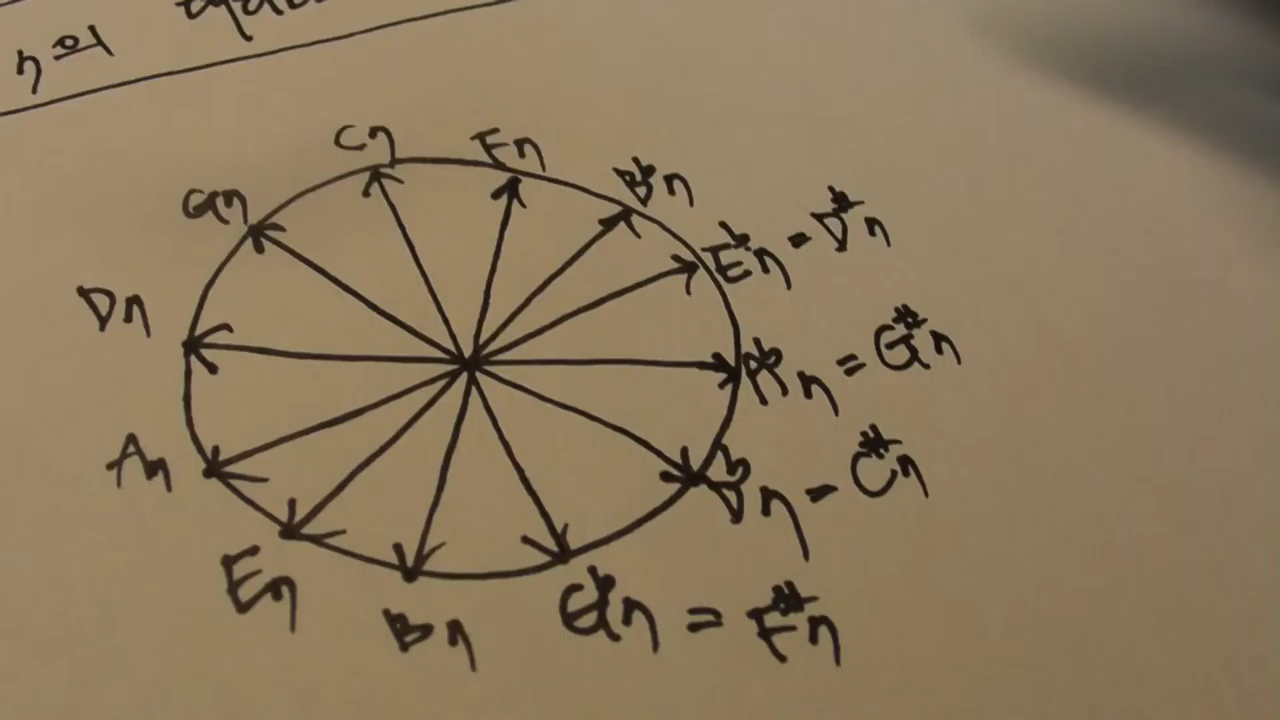 η의
Cη
Fη
B♭η
Gη
E♭η = D#η
Dη
A♭η = G#η
Aη
D♭η = C#η
Eη
Bη
G♭η = F#η